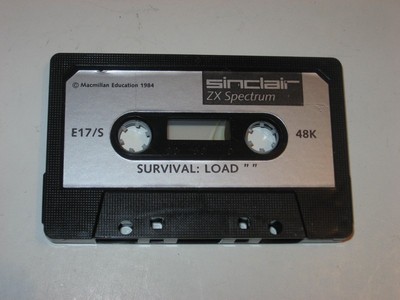 © Macmillan Education 1984
sinclair
ZX Spectrum
E17/S
48K
SURVIVAL: LOAD " "